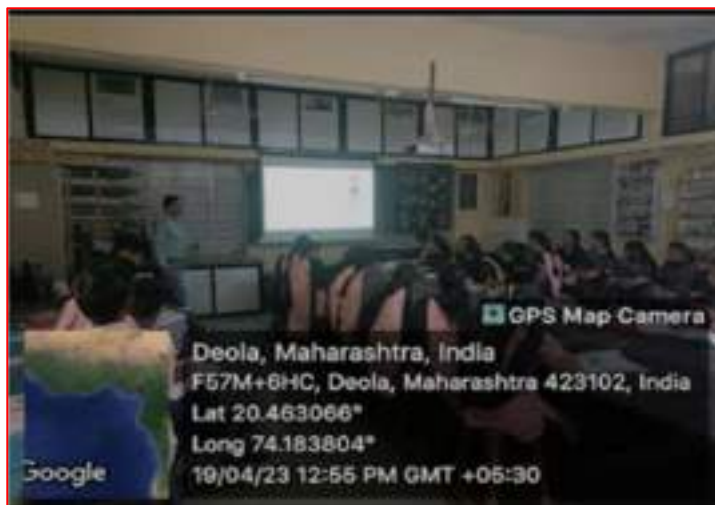 GPS Map Camera
Deola, Maharashtra, India
F57M+6HC, Deola, Maharashtra 423102, India
Lat 20.463066°
Long 74.183804°
19/04/23 12:55 PM GMT +05:30
Google